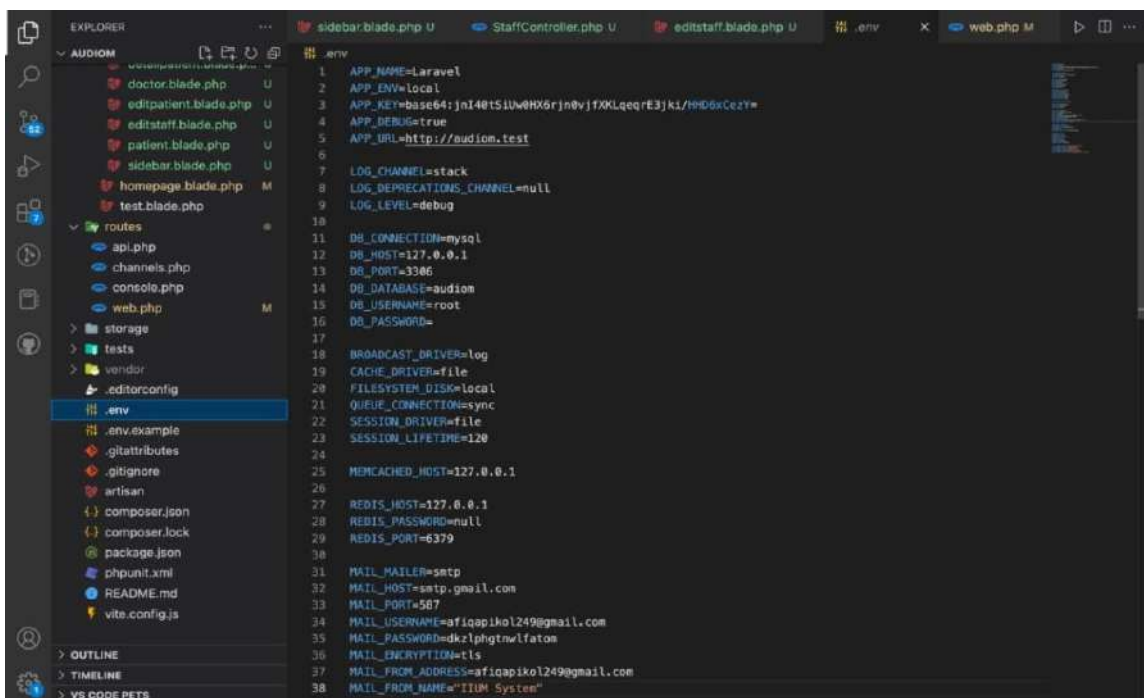 EXPLORER
AUDIOM
doctor.blade.php U
editpatient.blade.php U
editstaff.blade.php U
patient.blade.php U
sidebar.blade.php U
homepage.blade.php M
test.blade.php
routes
api.php
channels.php
console.php
web.php M
storage
tests
vendor
.editorconfig
.env
.env.example
.gitattributes
.gitignore
artisan
composer.json
composer.lock
package.json
phpunit.xml
README.md
vite.config.js
OUTLINE
TIMELINE
VS CODE PETS
52
7
1
sidebar.blade.php U
StaffController.php U
editstaff.blade.php U
.env
web.php M
.env
1 APP_NAME=Laravel
2 APP_ENV=local
3 APP_KEY=base64:
4 APP_DEBUG=true
5 APP_URL=http://audiom.test
6
7 LOG_CHANNEL=stack
8 LOG_DEPRECATIONS_CHANNEL=null
9 LOG_LEVEL=debug
10
11 DB_CONNECTION=mysql
12 DB_HOST=127.0.0.1
13 DB_PORT=3306
14 DB_DATABASE=audiom
15 DB_USERNAME=root
16 DB_PASSWORD=
17
18 BROADCAST_DRIVER=log
19 CACHE_DRIVER=file
20 FILESYSTEM_DISK=local
21 QUEUE_CONNECTION=sync
22 SESSION_DRIVER=file
23 SESSION_LIFETIME=120
24
25 MEMCACHED_HOST=127.0.0.1
26
27 REDIS_HOST=127.0.0.1
28 REDIS_PASSWORD=null
29 REDIS_PORT=6379
30
31 MAIL_MAILER=smtp
32 MAIL_HOST=smtp.gmail.com
33 MAIL_PORT=587
34 MAIL_USERNAME=afiqapikol249@gmail.com
35 MAIL_PASSWORD=dkzlphgtnwlfatom
36 MAIL_ENCRYPTION=tls
37 MAIL_FROM_ADDRESS=afiqapikol249@gmail.com
38 MAIL_FROM_NAME="IIUM System"